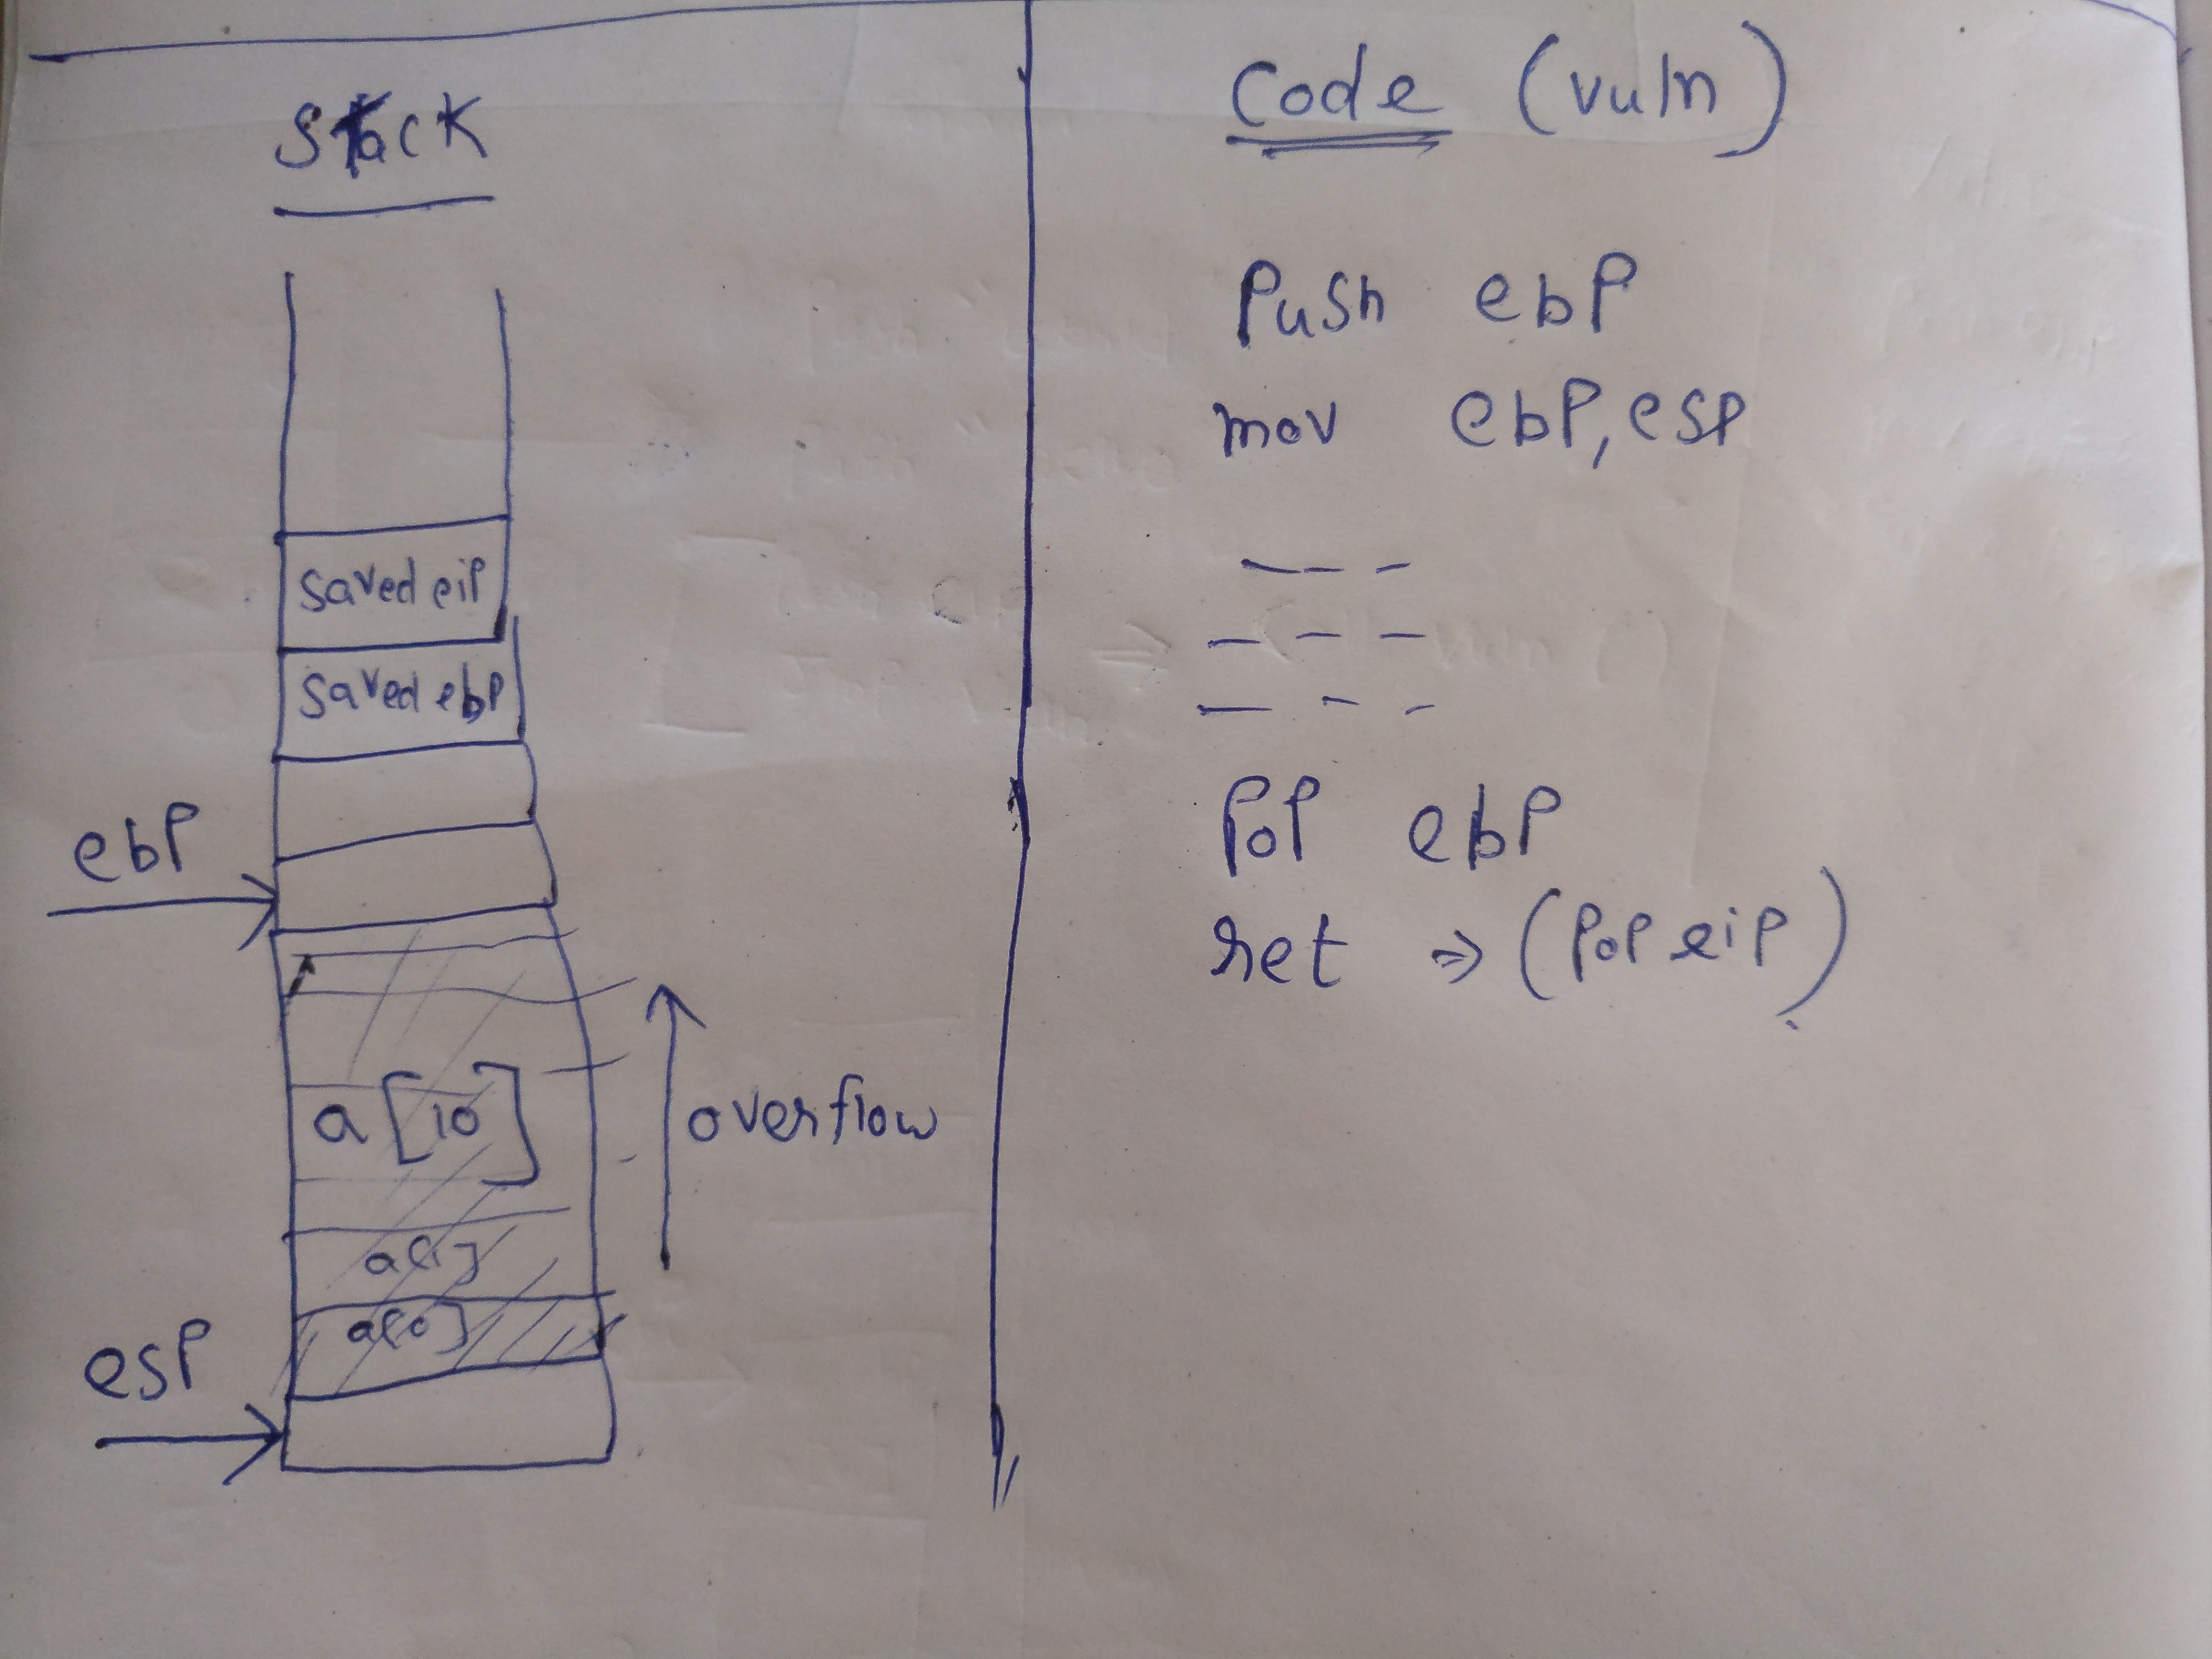 Stack
saved eip
saved ebp
ebp
a[10]
overflow
a[1]
a[0]
esp
Code (vuln)
Push ebp
mov ebp, esp
--- 
---
---
Pop ebp
ret ⇒ (Pop eip)